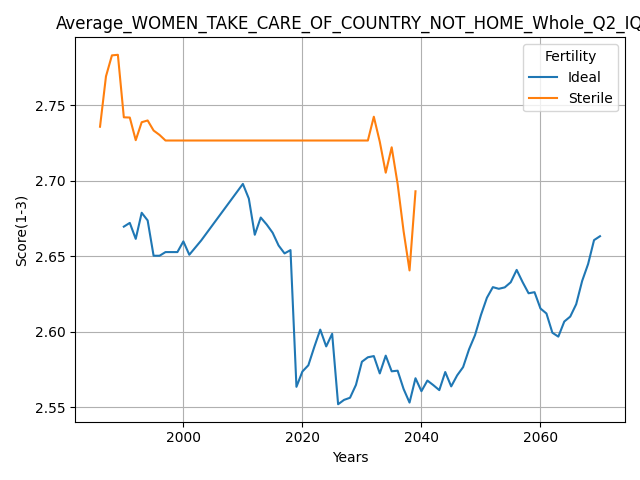 Average_WOMEN_TAKE_CARE_OF_COUNTRY_NOT_HOME_Whole_Q2_IQ
Fertility
Ideal
Sterile
Score(1-3)
2.75
2.70
2.65
2.60
2.55
2000 2020 2040 2060
Years